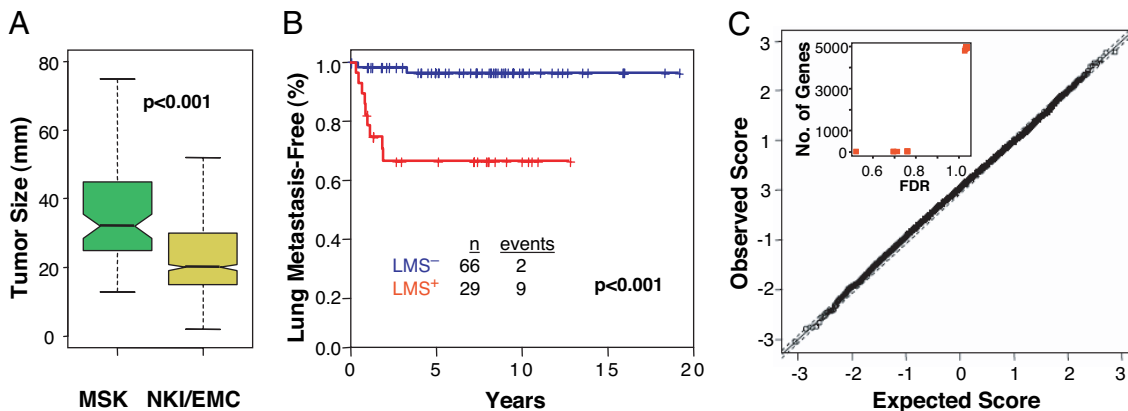 A
Tumor Size (mm)
80
60
40
20
0
p<0.001
MSK NKI/EMC
B
Lung Metastasis-Free (%)
1.0
0.8
0.6
0.4
0.2
0.0
n events
LMS⁻ 66 2
LMS⁺ 29 9
p<0.001
0 5 10 15 20
Years
C
Observed Score
3
2
1
3
-1
-2
-3
No. of Genes
5000
4000
1000
0
0.6 0.8 1.0
FDR
-3 -2 -1 0 1 2 3
Expected Score